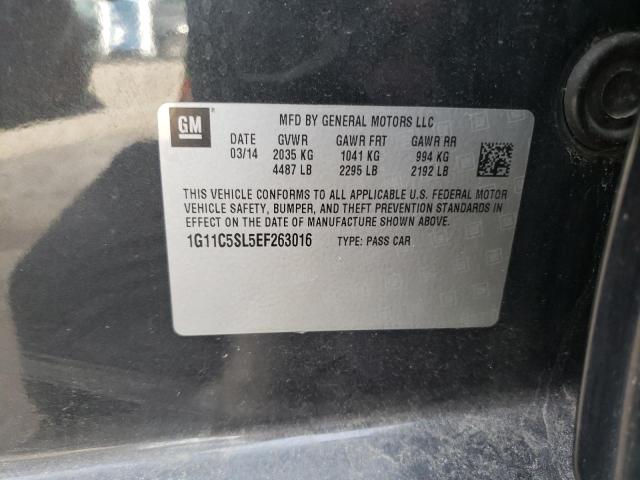 GM
MFD BY GENERAL MOTORS LLC
DATE GVWR GAWR FRT GAWR RR
03/14 2035 KG 1041 KG 994 KG
4487 LB 2295 LB 2192 LB
THIS VEHICLE CONFORMS TO ALL APPLICABLE U.S. FEDERAL MOTOR
VEHICLE SAFETY, BUMPER, AND THEFT PREVENTION STANDARDS IN
EFFECT ON THE DATE OF MANUFACTURE SHOWN ABOVE.
1G11C5SL5EF263016 TYPE: PASS CAR